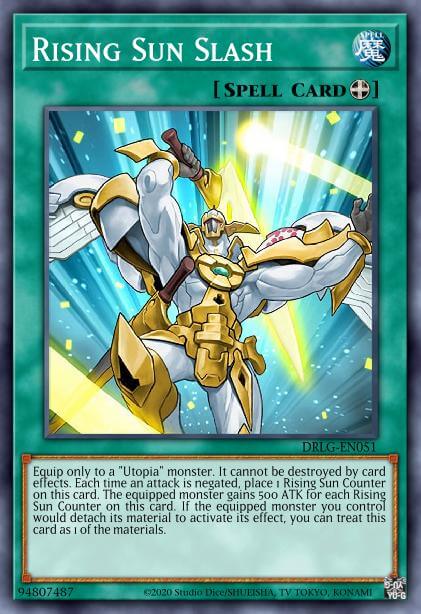 Rising Sun Slash
SPELL
魔
[Spell Card]
DRLG-EN051
Equip only to a "Utopia" monster. It cannot be destroyed by card
effects. Each time an attack is negated, place 1 Rising Sun Counter
on this card. The equipped monster gains 500 ATK for each Rising
Sun Counter on this card. If the equipped monster you control
would detach its material to activate its effect, you can treat
this card as 1 of the materials.
94807487
©2020 Studio Dice/SHUEISHA, TV TOKYO, KONAMI